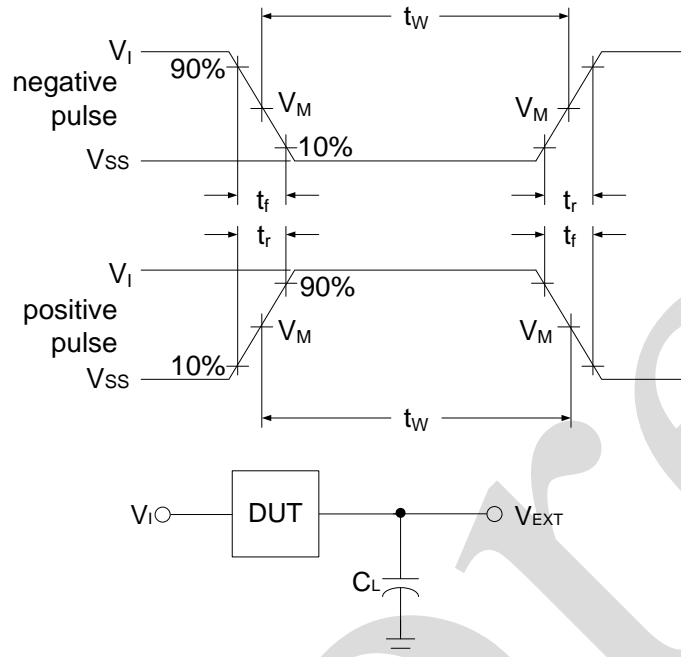 tW
VI
90%
negative
pulse
VM
VM
10%
VSS
tf
tr
tr
tf
VI
90%
positive
pulse
VM
VM
10%
VSS
tW
VI
DUT
VEXT
CL